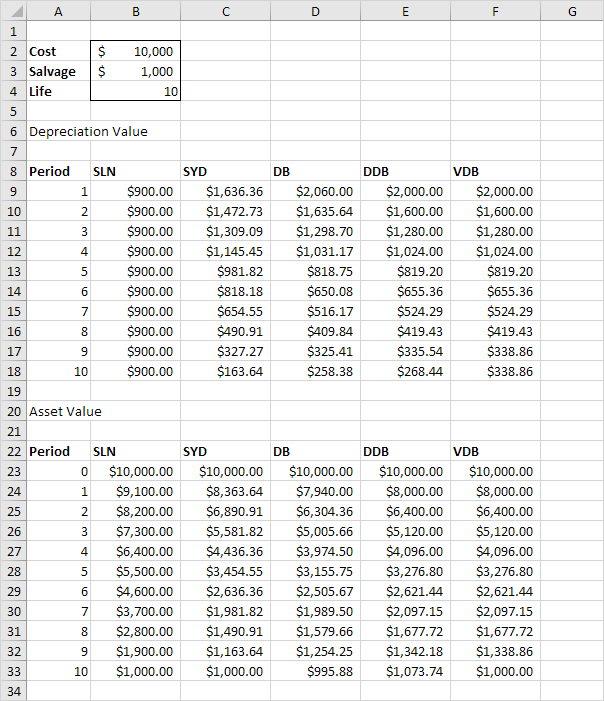 A B C D E F G
1
2 Cost $ 10,000
3 Salvage $ 1,000
4 Life 10
5
6 Depreciation Value
7
8 Period SLN SYD DB DDB VDB
9 1 $900.00 $1,636.36 $2,060.00 $2,000.00 $2,000.00
10 2 $900.00 $1,472.73 $1,635.64 $1,600.00 $1,600.00
11 3 $900.00 $1,309.09 $1,298.70 $1,280.00 $1,280.00
12 4 $900.00 $1,145.45 $1,031.17 $1,024.00 $1,024.00
13 5 $900.00 $981.82 $818.75 $819.20 $819.20
14 6 $900.00 $818.18 $650.08 $655.36 $655.36
15 7 $900.00 $654.55 $516.17 $524.29 $524.29
16 8 $900.00 $490.91 $409.84 $419.43 $419.43
17 9 $900.00 $327.27 $325.41 $335.54 $338.86
18 10 $900.00 $163.64 $258.38 $268.44 $338.86
19
20 Asset Value
21
22 Period SLN SYD DB DDB VDB
23 0 $10,000.00 $10,000.00 $10,000.00 $10,000.00 $10,000.00
24 1 $9,100.00 $8,363.64 $7,940.00 $8,000.00 $8,000.00
25 2 $8,200.00 $6,890.91 $6,304.36 $6,400.00 $6,400.00
26 3 $7,300.00 $5,581.82 $5,005.66 $5,120.00 $5,120.00
27 4 $6,400.00 $4,436.36 $3,974.50 $4,096.00 $4,096.00
28 5 $5,500.00 $3,454.55 $3,155.75 $3,276.80 $3,276.80
29 6 $4,600.00 $2,636.36 $2,505.67 $2,621.44 $2,621.44
30 7 $3,700.00 $1,981.82 $1,989.50 $2,097.15 $2,097.15
31 8 $2,800.00 $1,490.91 $1,579.66 $1,677.72 $1,677.72
32 9 $1,900.00 $1,163.64 $1,254.25 $1,342.18 $1,338.86
33 10 $1,000.00 $1,000.00 $995.88 $1,073.74 $1,000.00
34